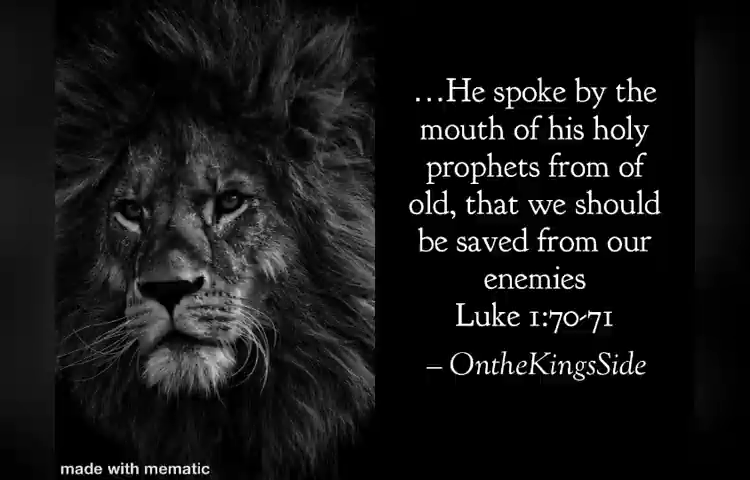 ...He spoke by the
mouth of his holy
prophets from of
old, that we should
be saved from our
enemies
Luke 1:70-71
– OntheKingsSide
made with mematic